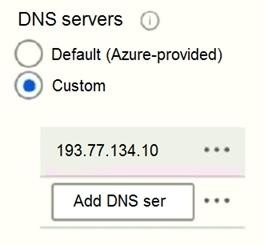 DNS servers
Default (Azure-provided)
Custom
193.77.134.10
Add DNS ser